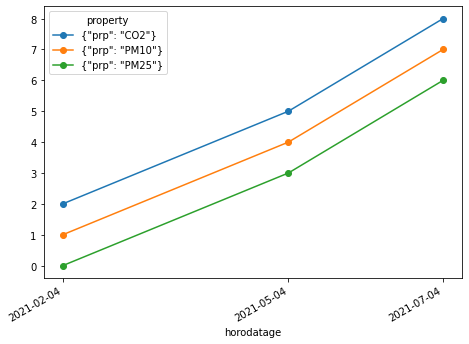 property
{"prp": "CO2"}
{"prp": "PM10"}
{"prp": "PM25"}
8
7
6
5
4
3
2
1
0
2021-02-04
2021-05-04
2021-07-04
horodatage